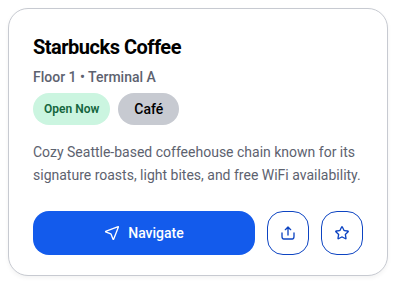 Starbucks Coffee
Floor 1 • Terminal A
Open Now Café
Cozy Seattle-based coffeehouse chain known for its
signature roasts, light bites, and free WiFi availability.
Navigate